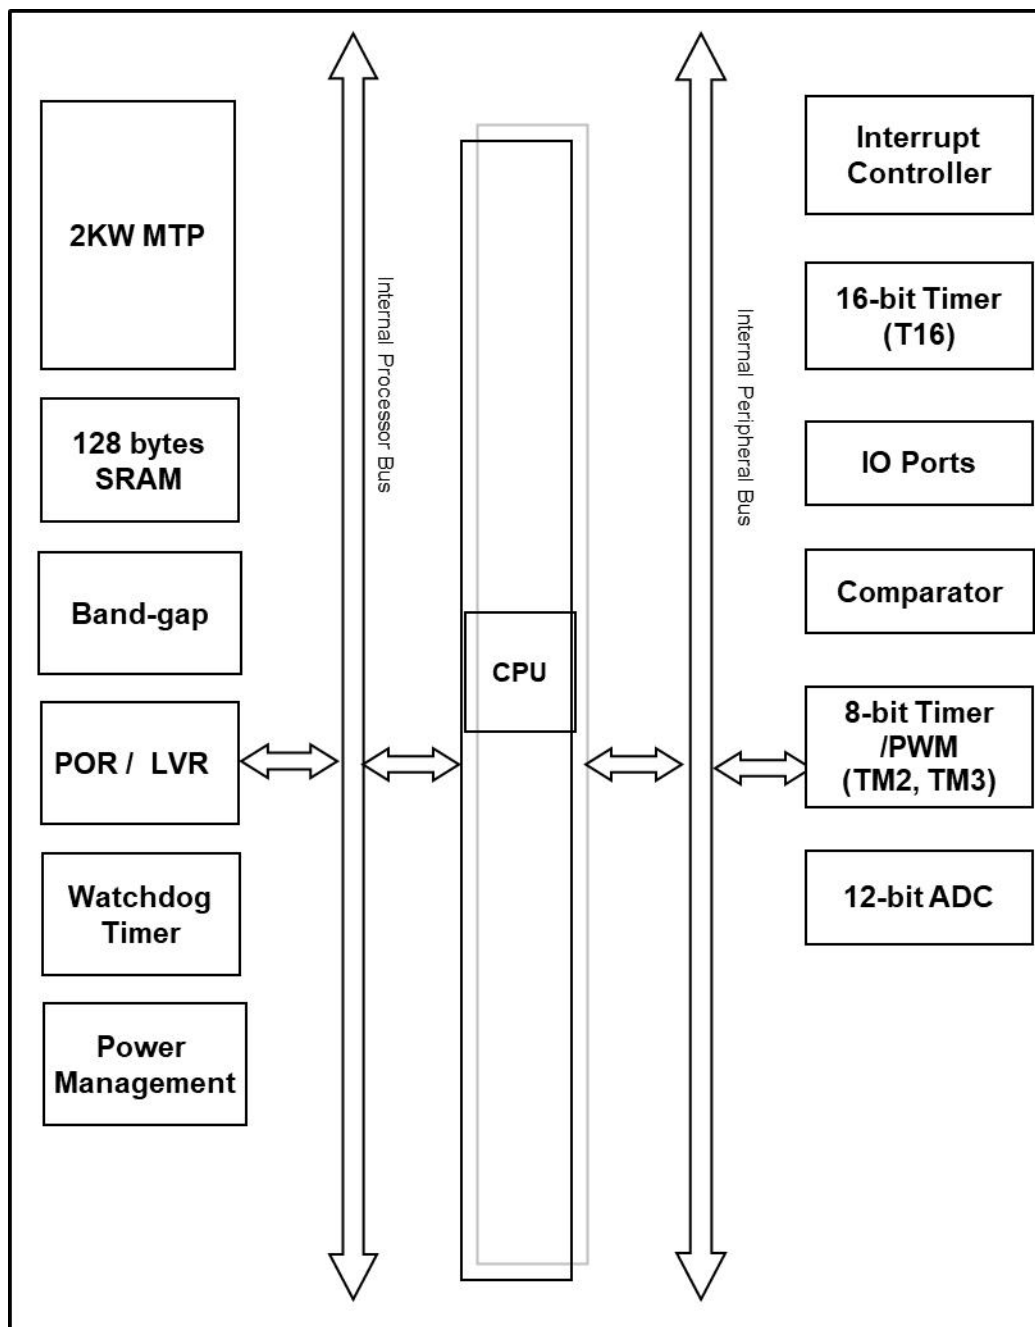 2KW MTP
128 bytes
SRAM
Band-gap
POR /  LVR
Watchdog
Timer
Power
Management
Internal Processor Bus
CPU
Internal Peripheral Bus
Interrupt
Controller
16-bit Timer
(T16)
IO Ports
Comparator
8-bit Timer
/PWM
(TM2, TM3)
12-bit ADC